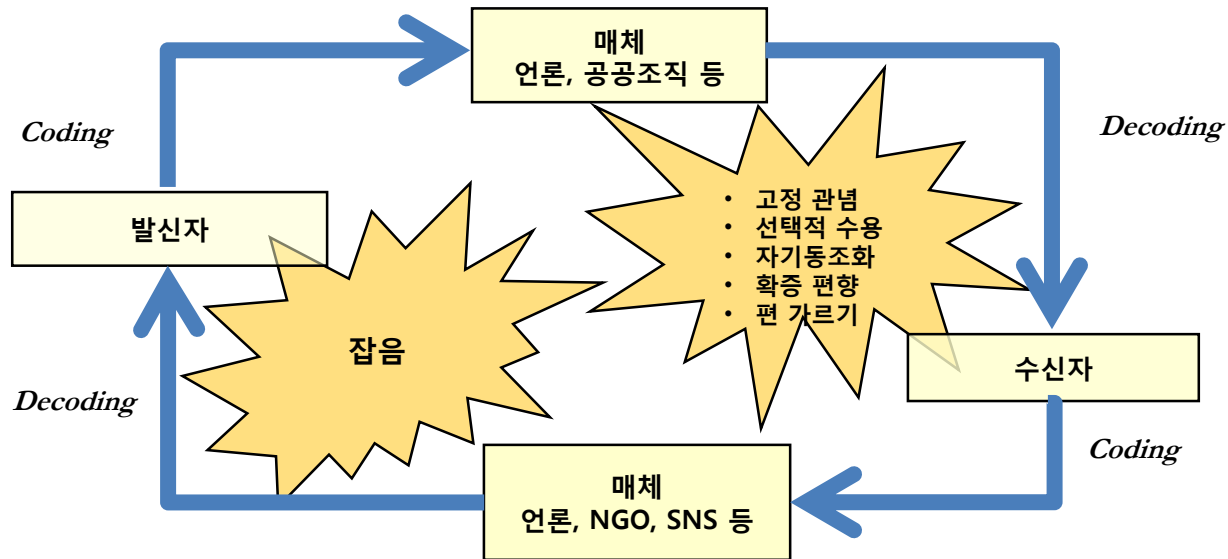 매체
언론, 공공조직 등
Coding
Decoding
발신자
• 고정 관념
• 선택적 수용
• 자기동조화
• 확증 편향
• 편 가르기
잡음
수신자
Decoding
Coding
매체
언론, NGO, SNS 등